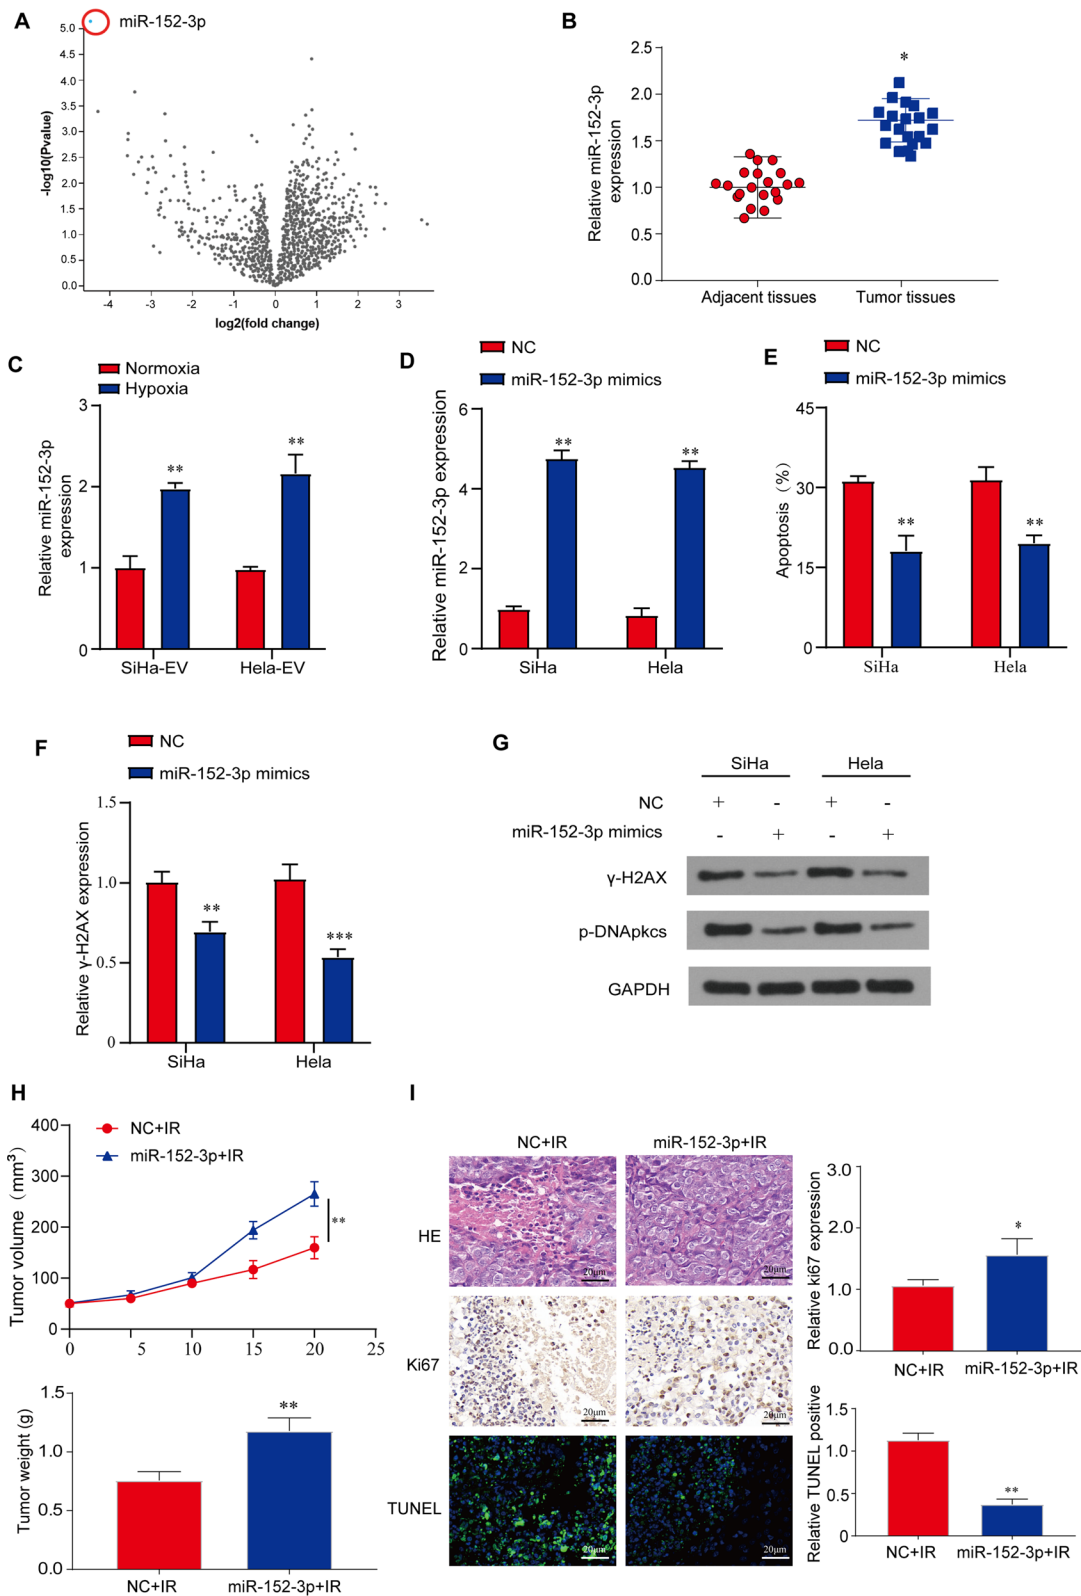 A
miR-152-3p
5.0
4.5
4.0
3.5
3.0
2.5
2.0
1.5
1.0
0.5
0.0
-log10(Pvalue)
-4 -3 -2 -1 0 1 2 3
log2(fold change)
B
Relative miR-152-3p
expression
2.5
2.0
1.5
1.0
0.5
0.0
*
Adjacent tissues Tumor tissues
C
Normoxia
Hypoxia
Relative miR-152-3p
expression
3
2
1
0
** **
SiHa-EV Hela-EV
D
NC
miR-152-3p mimics
Relative miR-152-3p expression
6
4
2
0
** **
SiHa Hela
E
NC
miR-152-3p mimics
Apoptosis (%)
45
30
15
0
** **
SiHa Hela
F
NC
miR-152-3p mimics
Relative γ-H2AX expression
1.5
1.0
0.5
0
** ***
SiHa Hela
G
SiHa Hela
NC + - + -
miR-152-3p mimics - + - +
γ-H2AX
p-DNApkcs
GAPDH
H
NC+IR
miR-152-3p+IR
Tumor volume (mm³)
400
300
200
100
0
**
0 5 10 15 20 25
Tumor weight (g)
1.5
1.0
0.5
0.0
**
NC+IR miR-152-3p+IR
I
NC+IR miR-152-3p+IR
HE
20μm 20μm
Ki67
20μm 20μm
TUNEL
20μm 20μm
Relative ki67 expression
3.0
2.0
1.0
0
*
NC+IR miR-152-3p+IR
Relative TUNEL positive
1.5
1.0
0.5
0
**
NC+IR miR-152-3p+IR